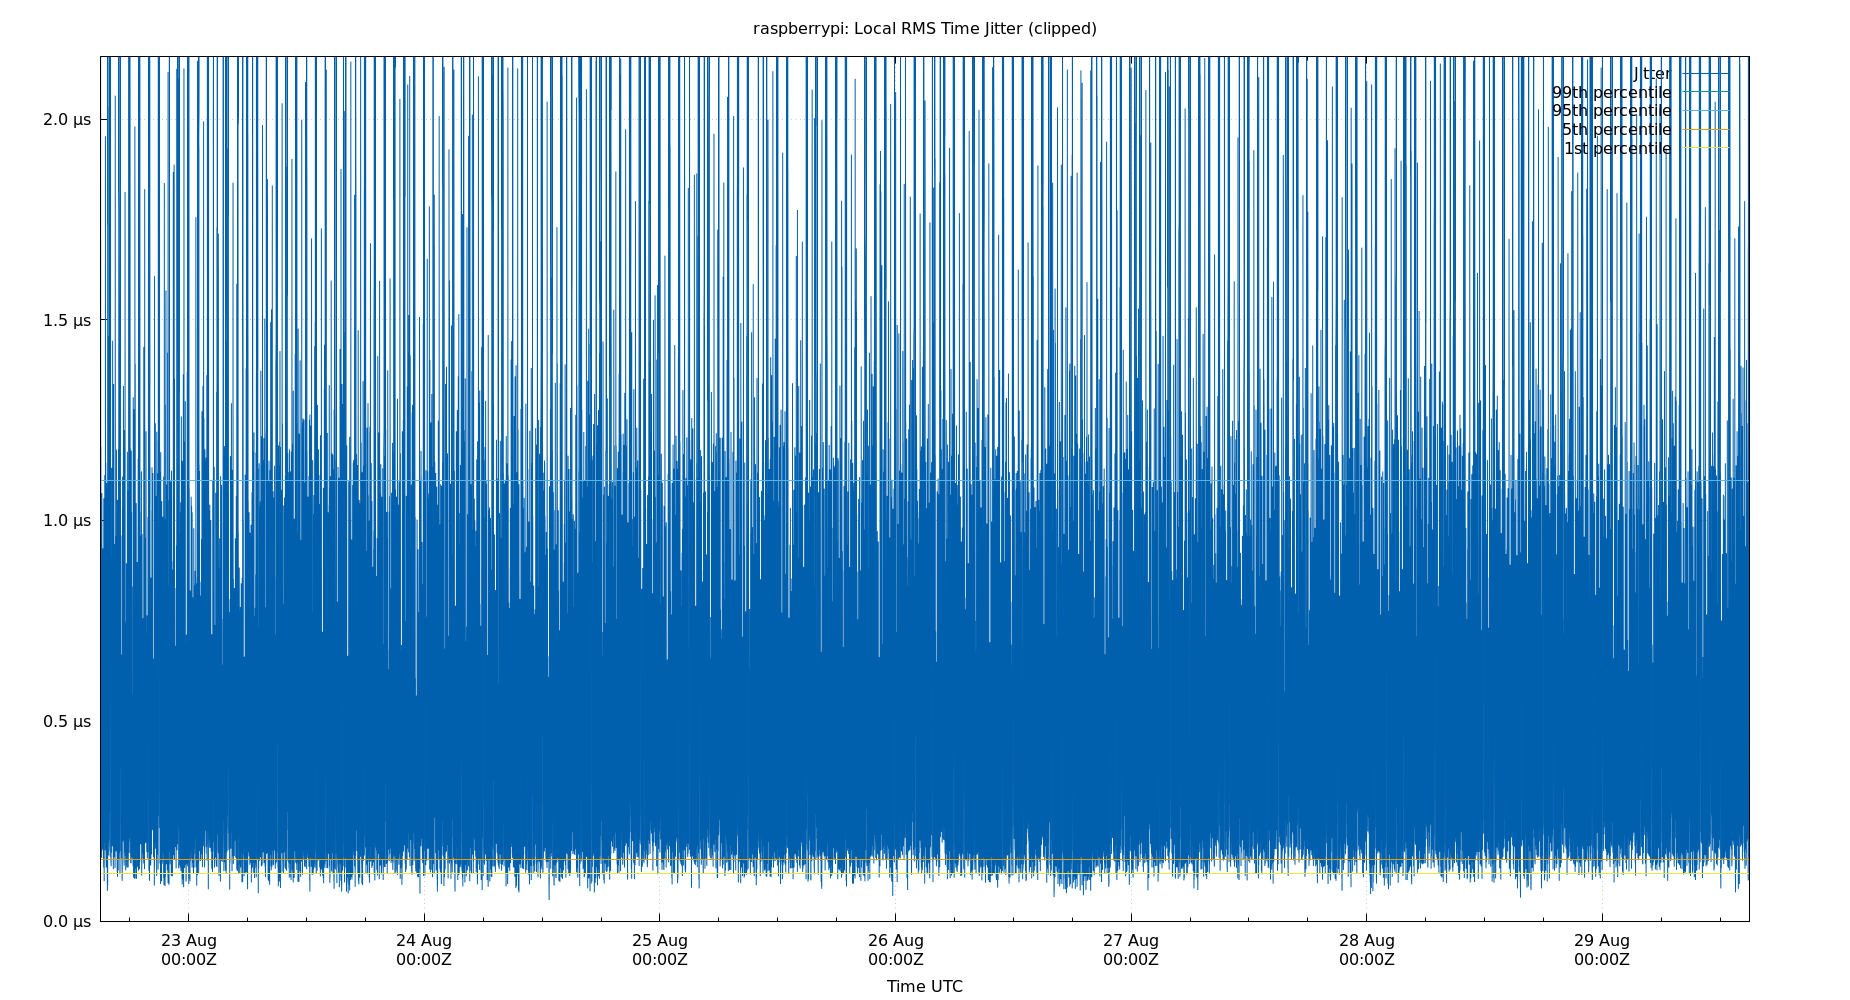 raspberrypi: Local RMS Time Jitter (clipped)
Jitter
99th percentile
95th percentile
5th percentile
1st percentile
2.0 µs
1.5 µs
1.0 µs
0.5 µs
0.0 µs
23 Aug 24 Aug 25 Aug 26 Aug 27 Aug 28 Aug 29 Aug
00:00Z 00:00Z 00:00Z 00:00Z 00:00Z 00:00Z 00:00Z
Time UTC